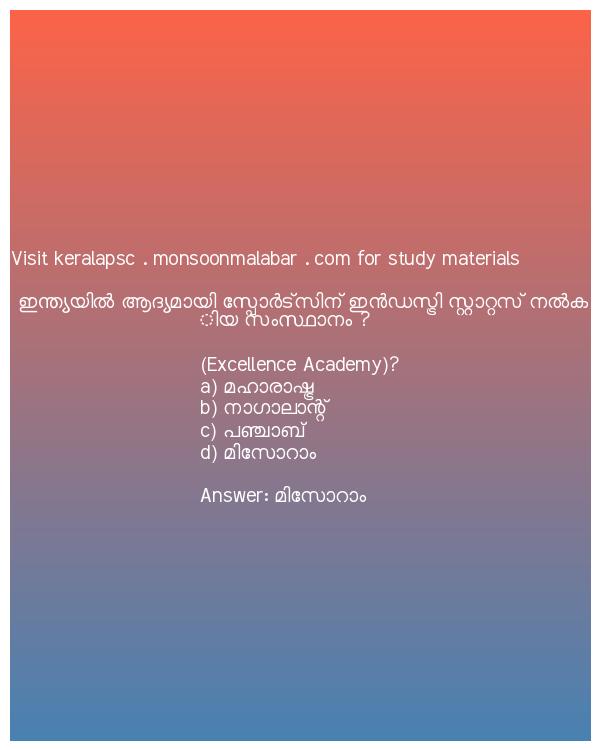 Visit keralapsc . monsoonmalabar . com for study materials
ഇന്ത്യയിൽ ആദ്യമായി സ്പോർട്സിന് ഇൻഡസ്ട്രി സ്റ്റാറ്റസ് നൽക
ിയ സംസ്ഥാനം ?
(Excellence Academy)?
a) മഹാരാഷ്ട്ര
b) നാഗാലാന്റ്
c) പഞ്ചാബ്
d) മിസോറാം
Answer: മിസോറാം